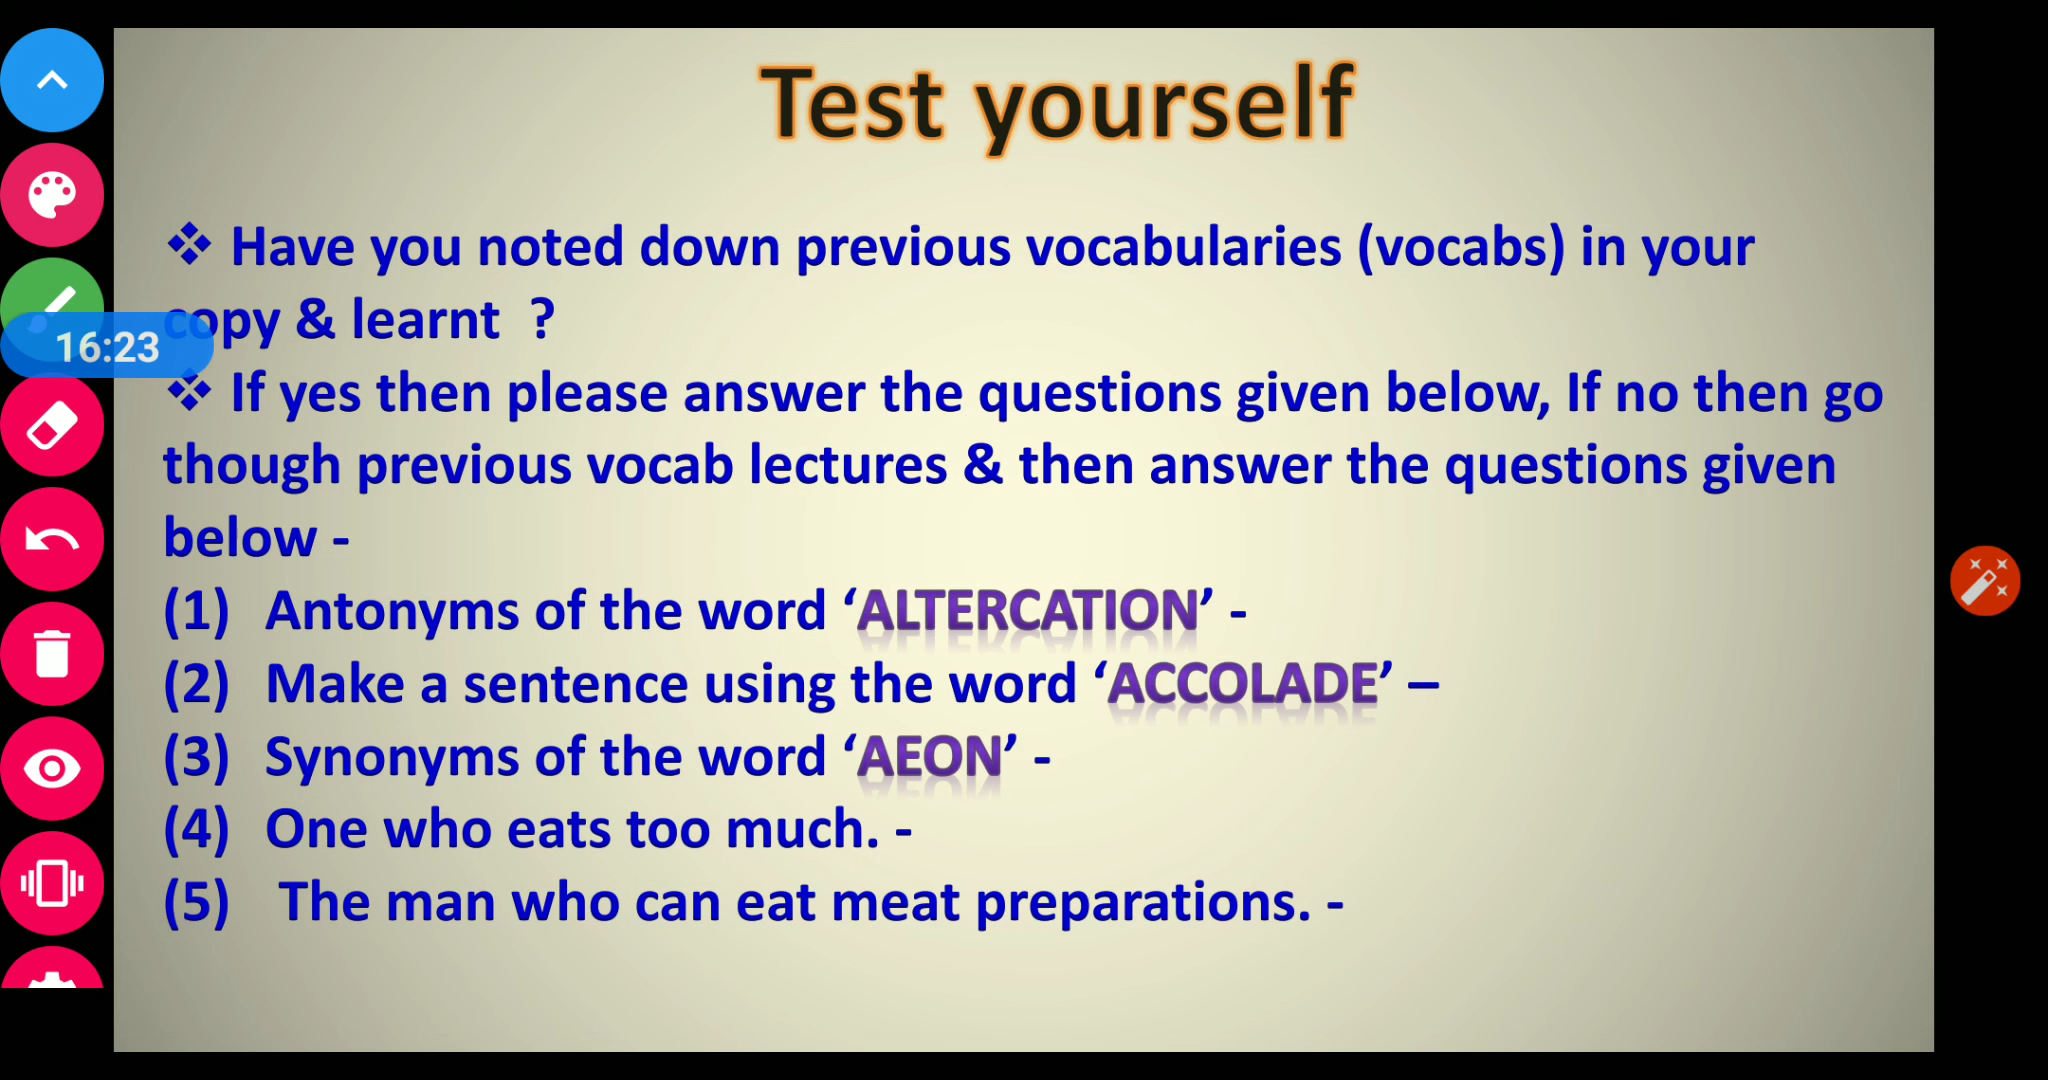 Test yourself
❖ Have you noted down previous vocabularies (vocabs) in your
copy & learnt ?
16:23
❖ If yes then please answer the questions given below, If no then go
though previous vocab lectures & then answer the questions given
below -
(1) Antonyms of the word ‘ALTERCATION’ -
(2) Make a sentence using the word ‘ACCOLADE’ –
(3) Synonyms of the word ‘AEON’ -
(4) One who eats too much. -
(5) The man who can eat meat preparations. -